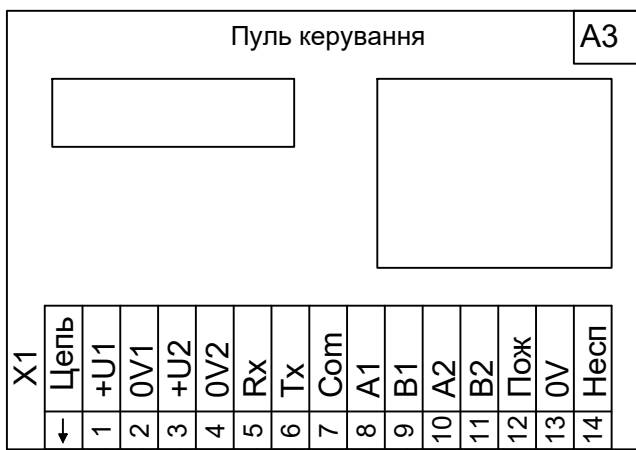 Пуль керування
A3
X1
Цепь
+U1
0V1
+U2
0V2
Rx
Tx
Com
A1
B1
A2
B2
Пож
0V
Несп
1
2
3
4
5
6
7
8
9
10
11
12
13
14